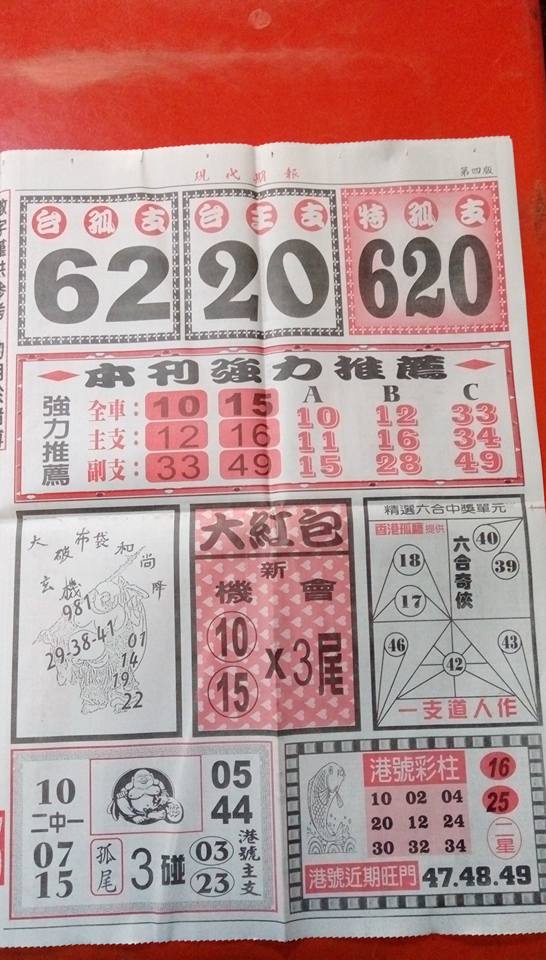 現代期報
第四版
台孤支
62
台主支
20
特孤支
620
本刊強力推薦
強力推薦
A B C
全車：10 15 10 12 33
主支：12 16 11 16 34
副支：33 49 15 28 49
大破布袋和尚降
玄機
981
29-38-41
01
14
19
22
大紅包
新機會
10
15
x3尾
精選六合中獎單元
香港孤騾提供
六合奇俠
40
39
18
17
46
42
43
一支道人作
10
二中一
07
15
05
44
孤尾
3碰
03
23
港號主支
港號彩柱
10 02 04
20 12 24
30 32 34
16
25
二星
港號近期旺門
47.48.49